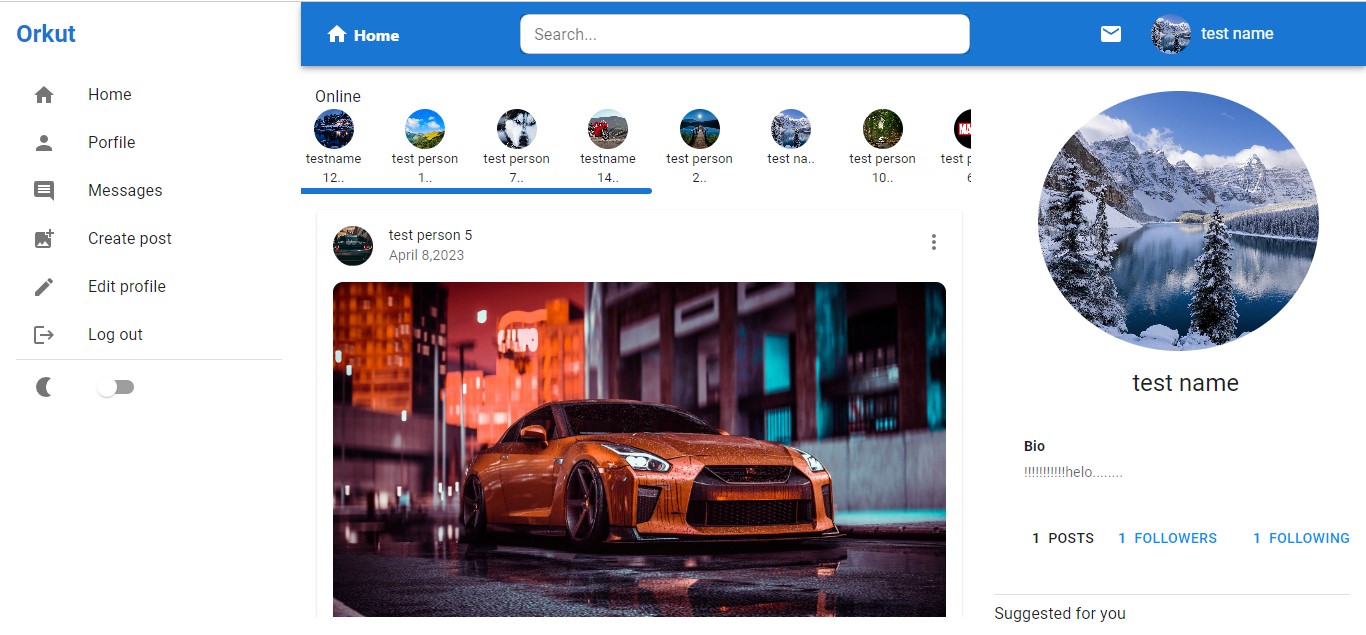 Orkut
Home
Porfile
Messages
Create post
Edit profile
Log out
Home
Search...
test name
Online
testname
12..
test person
1..
test person
7..
testname
14..
test person
2..
test na..
test person
10..
test p
6
test person 5
April 8,2023
test name
Bio
!!!!!!!!!!!helo........
1 POSTS
1 FOLLOWERS
1 FOLLOWING
Suggested for you